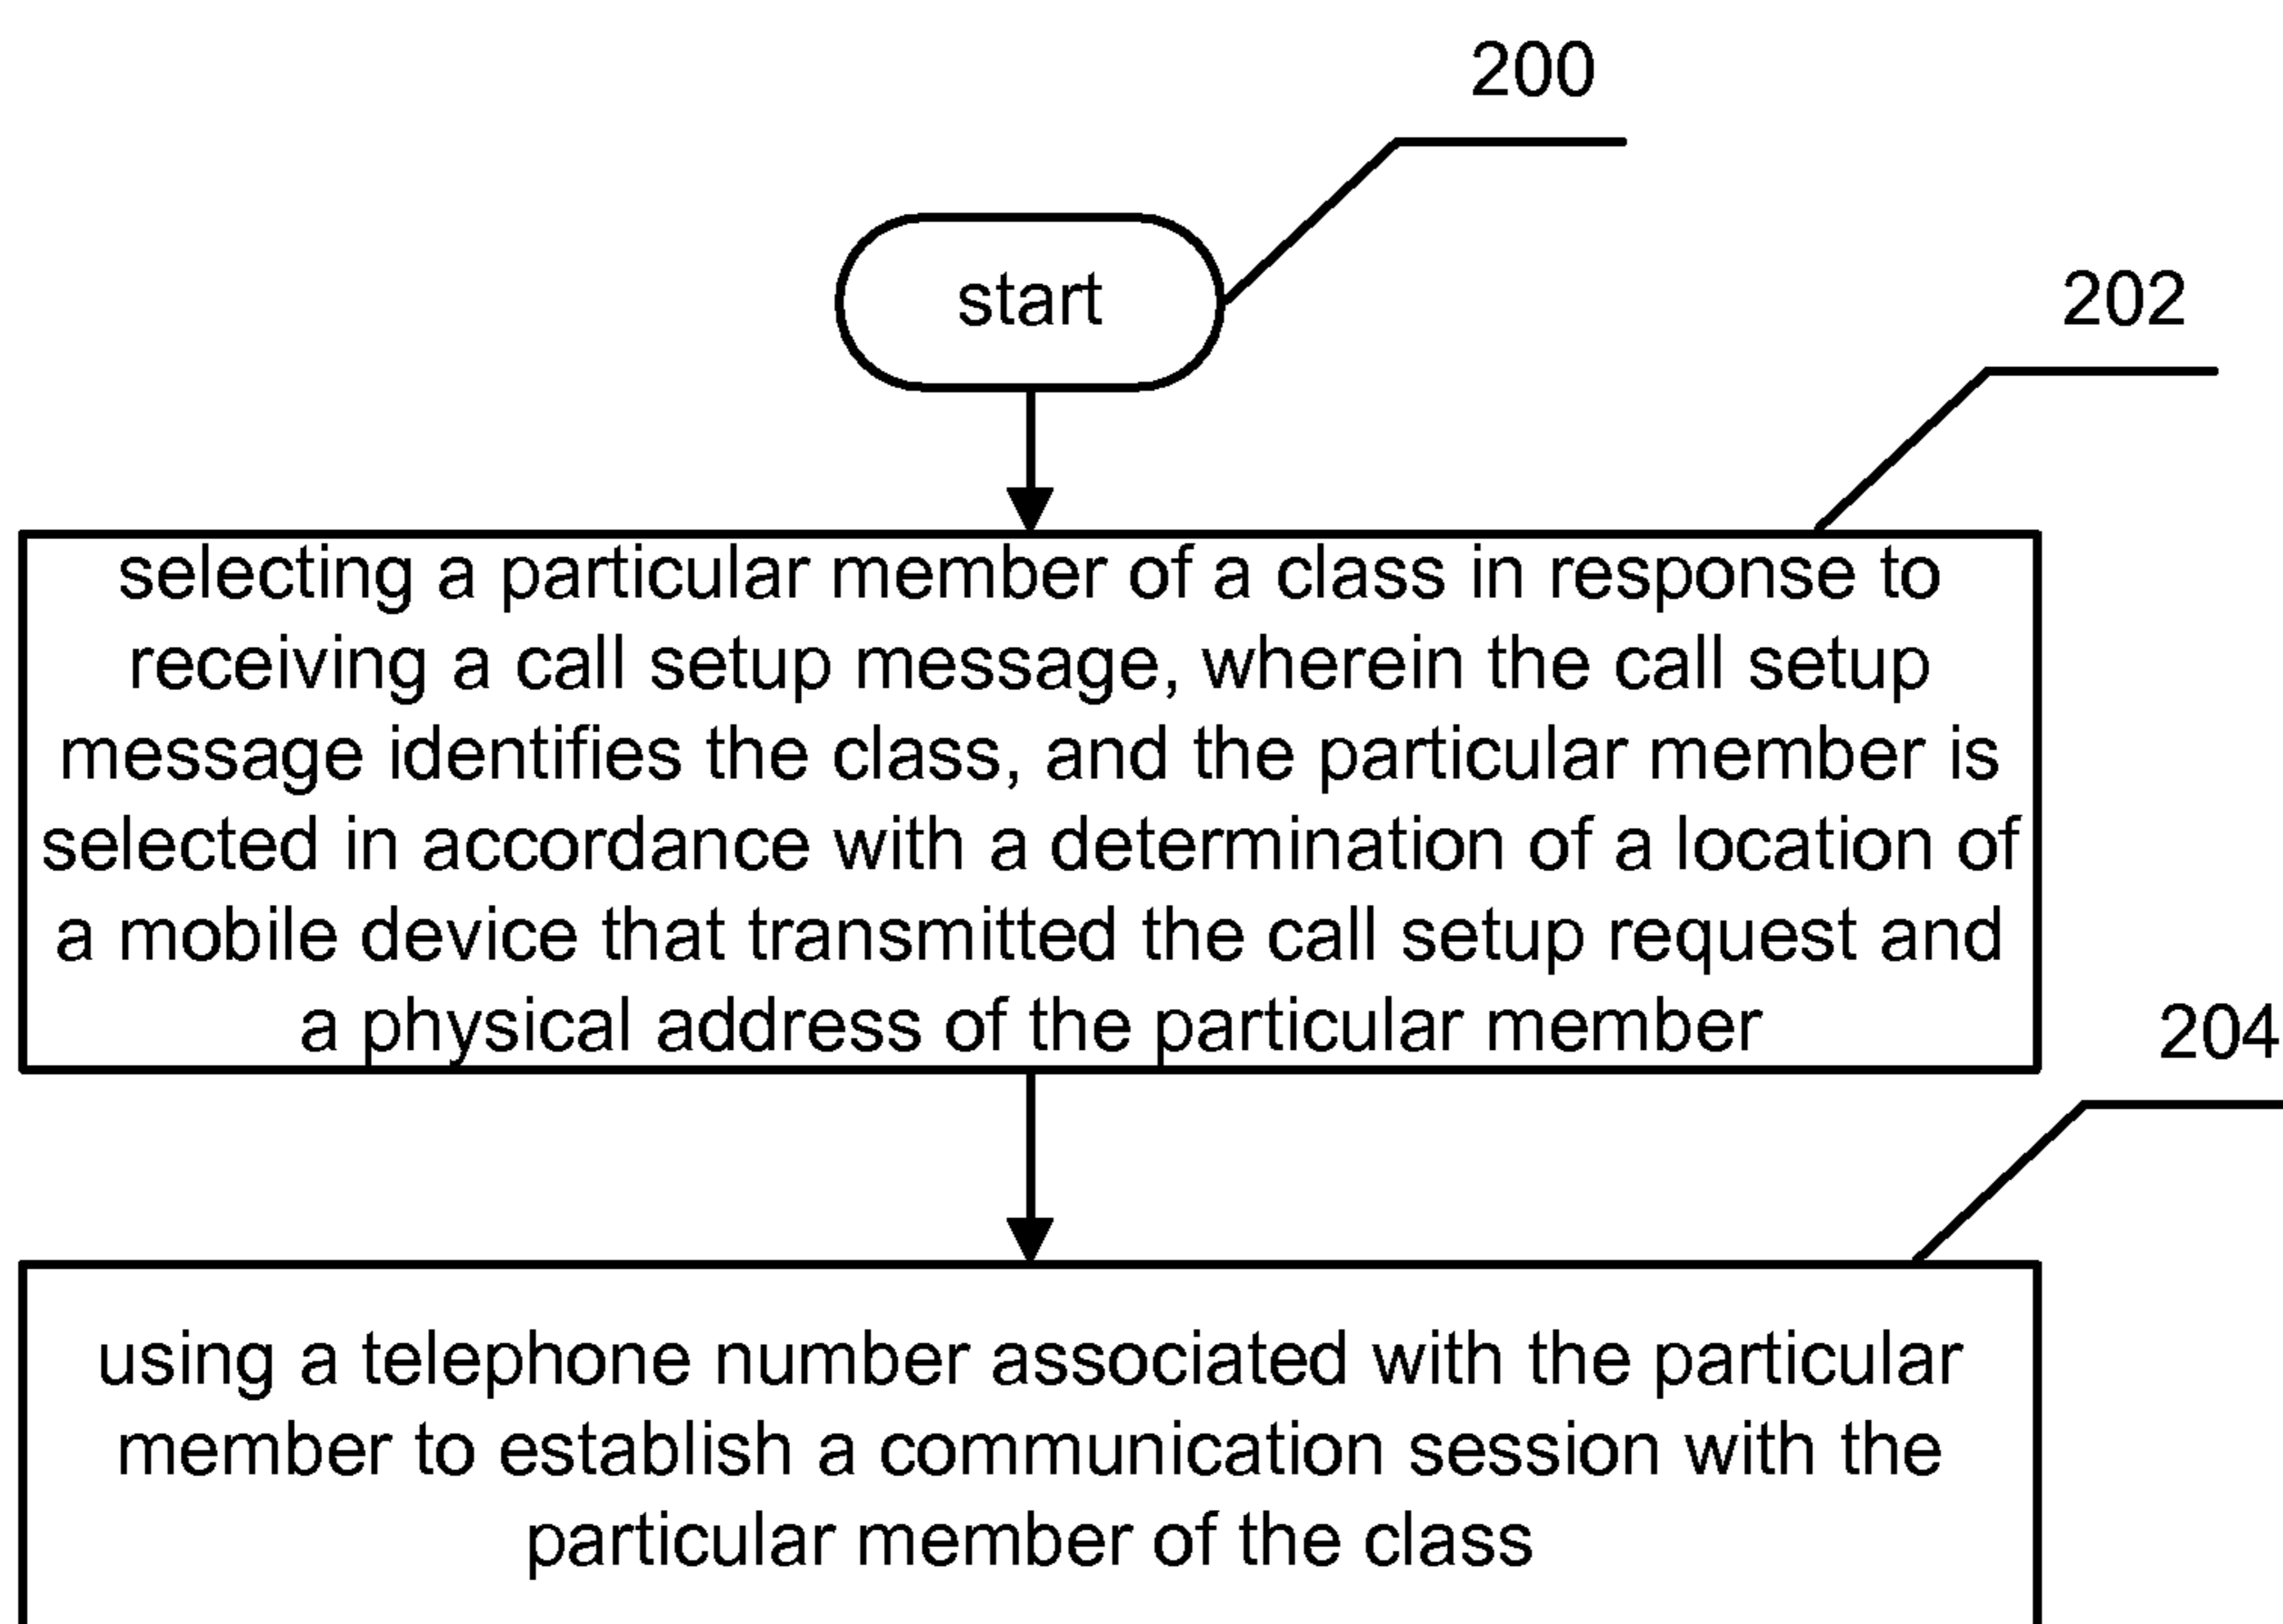 200
start
202
selecting a particular member of a class in response to
receiving a call setup message, wherein the call setup
message identifies the class, and the particular member is
selected in accordance with a determination of a location of
a mobile device that transmitted the call setup request and
a physical address of the particular member
204
using a telephone number associated with the particular
member to establish a communication session with the
particular member of the class